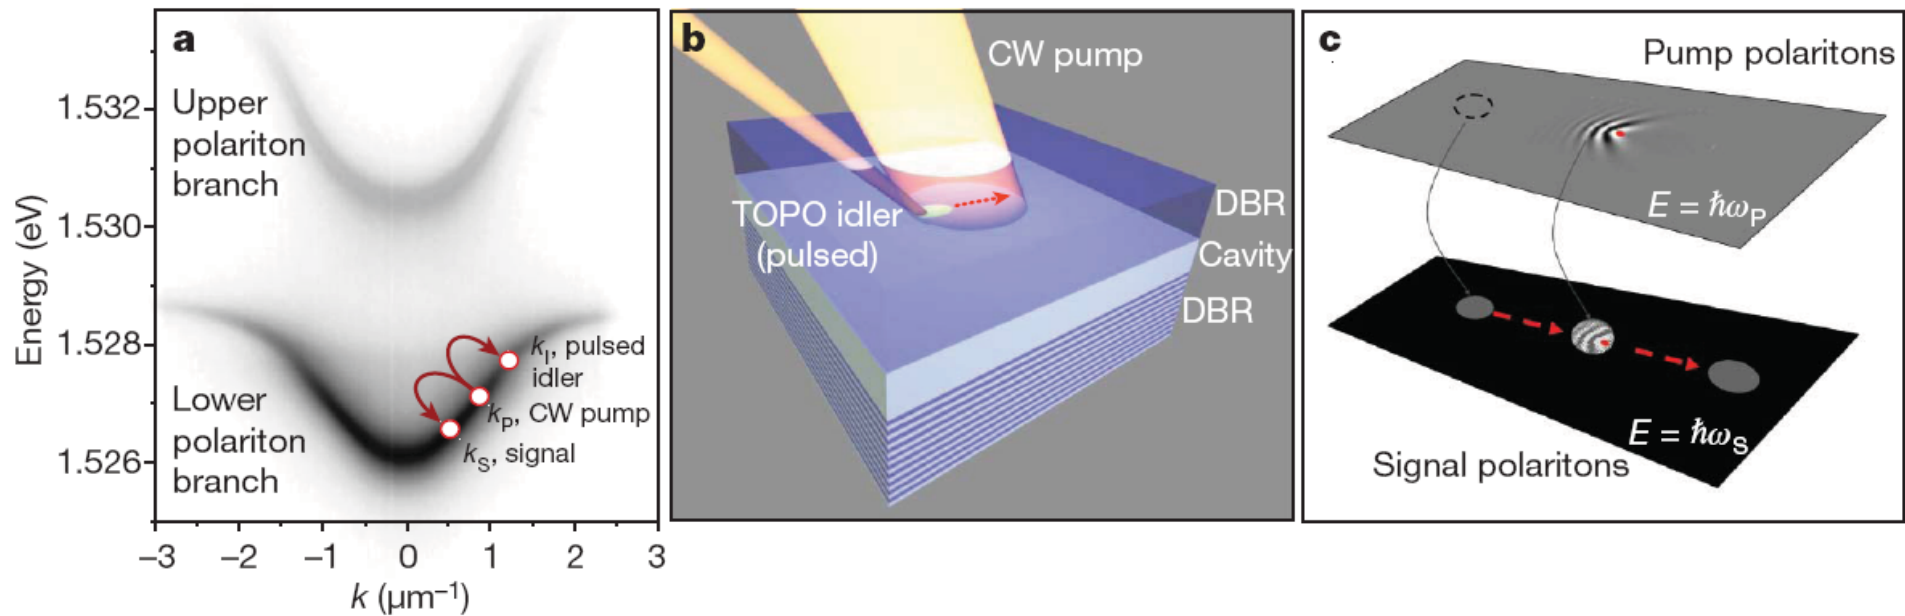 a
Upper
polariton
branch
Lower
polariton
branch
1.532
1.530
1.528
1.526
Energy (eV)
–3
–2
–1
0
1
2
3
k (µm⁻¹)
k_I, pulsed
idler
k_P, CW pump
k_S, signal
b
CW pump
TOPO idler
(pulsed)
DBR
Cavity
DBR
c
Pump polaritons
E = ℏω_P
E = ℏω_S
Signal polaritons